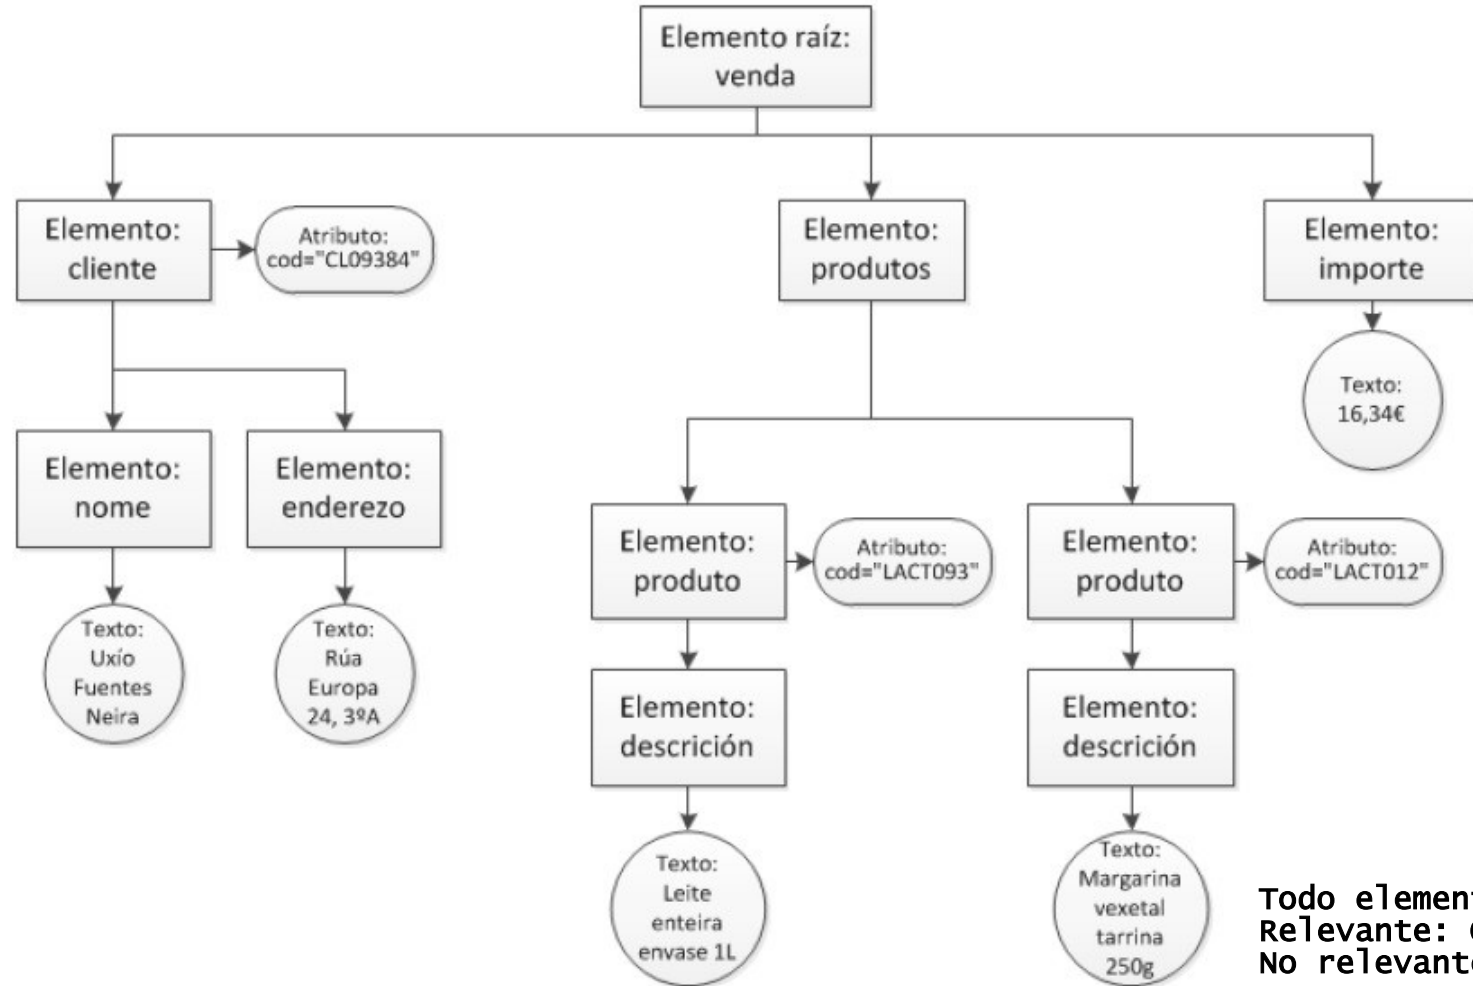 Elemento raíz:
venda
Elemento:
cliente
Atributo:
cod="CL09384"
Elemento:
produtos
Elemento:
importe
Texto:
16,34€
Elemento:
nome
Elemento:
enderezo
Texto:
Uxío
Fuentes
Neira
Texto:
Rúa
Europa
24, 3ºA
Elemento:
produto
Atributo:
cod="LACT093"
Elemento:
produto
Atributo:
cod="LACT012"
Elemento:
descrición
Elemento:
descrición
Texto:
Leite
enteira
envase 1L
Texto:
Margarina
vexetal
tarrina
250g
Todo
Relevante:
No